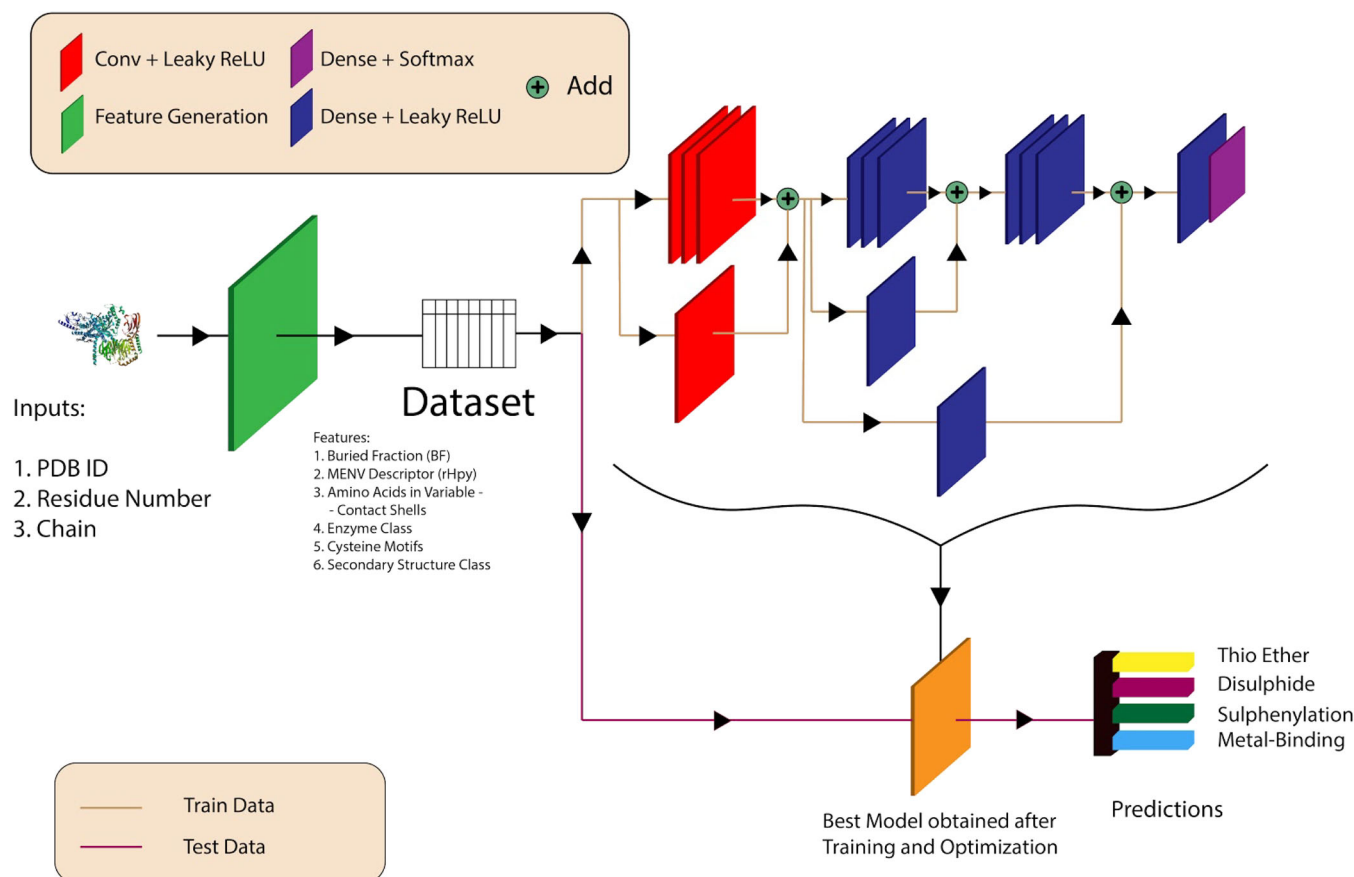 Conv + Leaky ReLU
Dense + Softmax
Add
Feature Generation
Dense + Leaky ReLU
Inputs:
1. PDB ID
2. Residue Number
3. Chain
Dataset
Features:
1. Buried Fraction (BF)
2. MENV Descriptor (rHpy)
3. Amino Acids in Variable -
- Contact Shells
4. Enzyme Class
5. Cysteine Motifs
6. Secondary Structure Class
Thio Ether
Disulphide
Sulphenylation
Metal-Binding
Predictions
Best Model obtained after
Training and Optimization
Train Data
Test Data